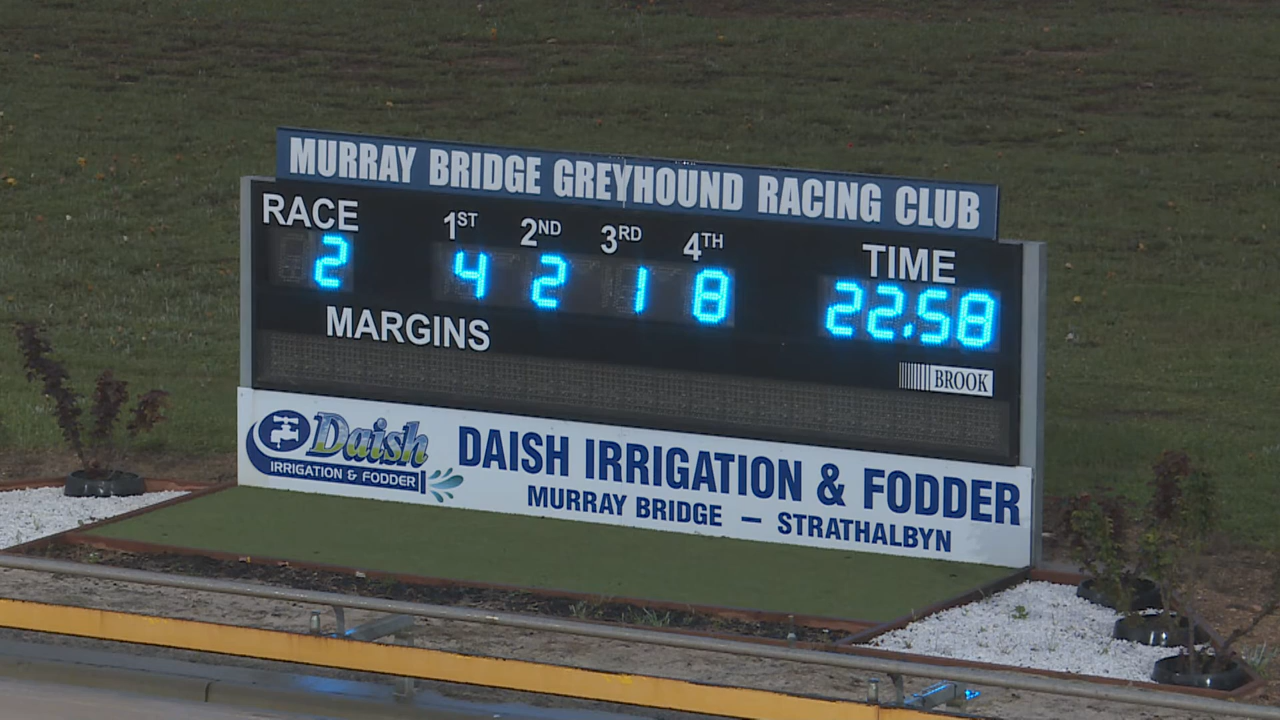 MURRAY BRIDGE GREYHOUND RACING CLUB
RACE 1ST 2ND 3RD 4TH TIME
2 4 2 1 8 22.58
MARGINS
BROOK
Daish
IRRIGATION & FODDER
DAISH IRRIGATION & FODDER
MURRAY BRIDGE – STRATHALBYN